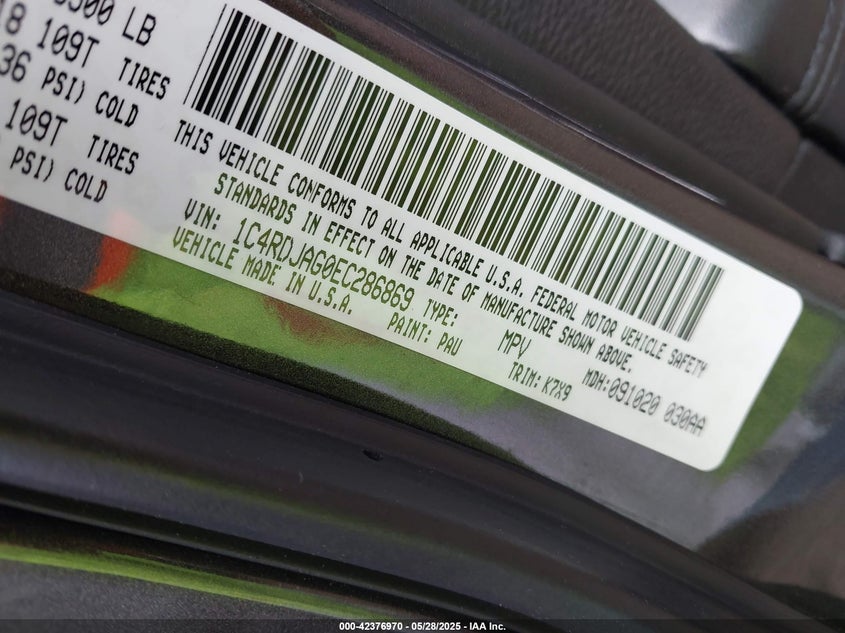 500 LB
18 109T TIRES
36 PSI) COLD
109T TIRES
PSI) COLD
THIS VEHICLE CONFORMS TO ALL APPLICABLE U.S.A. FEDERAL MOTOR VEHICLE SAFETY
STANDARDS IN EFFECT ON THE DATE OF MANUFACTURE SHOWN ABOVE.
VIN: 1C4RDJAG0EC286869 TYPE: MPV MDH:091020 030AA
VEHICLE MADE IN U.S.A. PAINT: PAU TRIM: K7X9
000-42376970 - 05/28/2025 - IAA Inc.